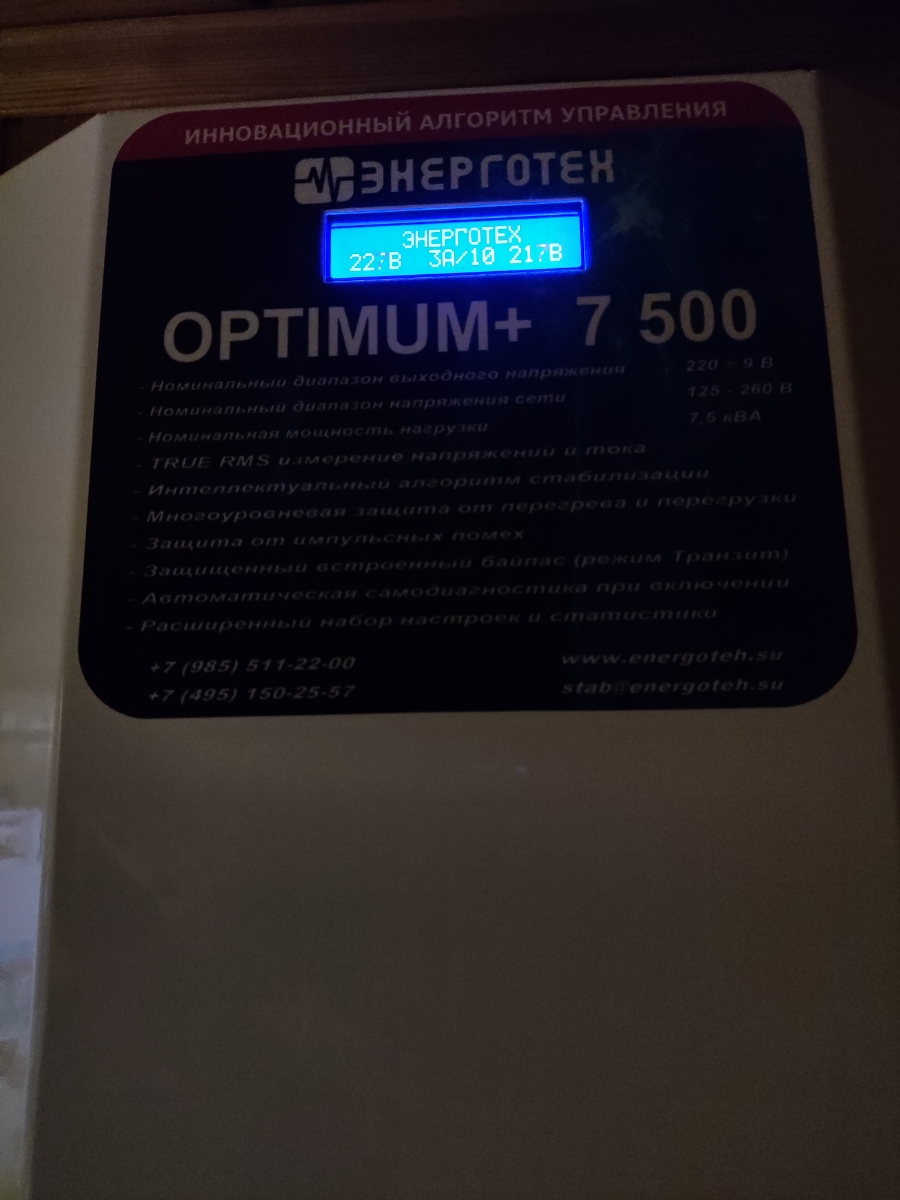 ИННОВАЦИОННЫЙ АЛГОРИТМ УПРАВЛЕНИЯ
ЭНЕРГОТЕХ
ЭНЕРГОТЕХ
3А/10
OPTIMUM+ 7 500
- Номинальный диапазон выходного напряжения 220 ± 9 В
- Номинальный диапазон напряжения сети 125 - 260 В
- Номинальная мощность нагрузки 7,5 кВА
- TRUE RMS измерение напряжений и тока
- Интеллектуальный алгоритм стабилизации
- Многоуровневая защита от перегрева и перегрузки
- Защита от импульсных помех
- Защищенный встроенный байпас (режим Транзит)
- Автоматическая самодиагностика при включении
- Расширенный набор настроек и статистики
+7 (985) 511-22-00 www.energoteh.su
+7 (495) 150-25-57 stab@energoteh.su